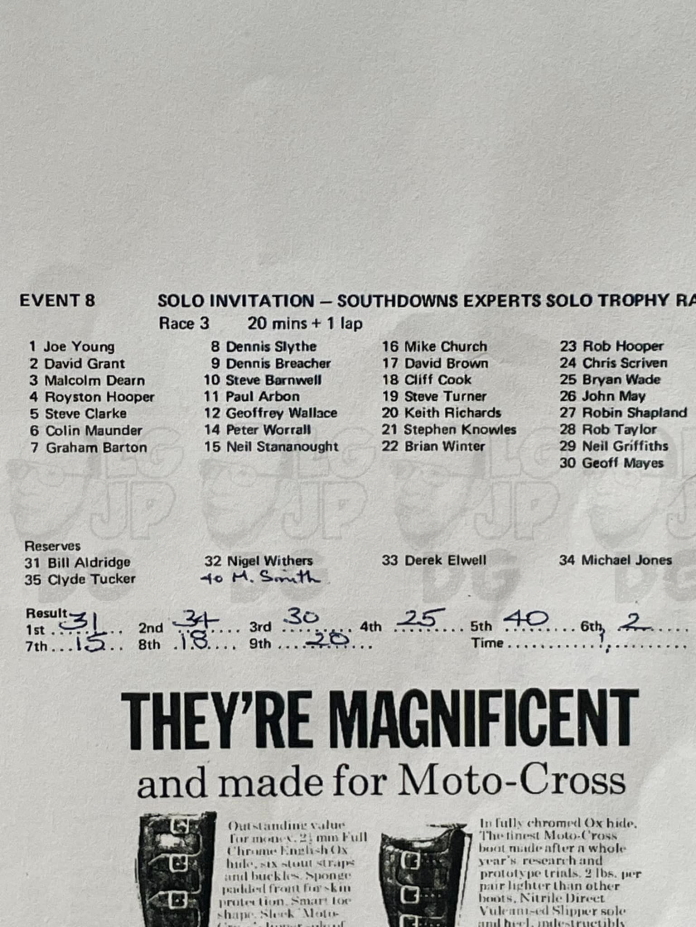 EVENT 8 SOLO INVITATION – SOUTHDOWNS EXPERTS SOLO TROPHY RA
Race 3 20 mins + 1 lap
1 Joe Young
2 David Grant
3 Malcolm Dearn
4 Royston Hooper
5 Steve Clarke
6 Colin Maunder
7 Graham Barton
8 Dennis Slythe
9 Dennis Breacher
10 Steve Barnwell
11 Paul Arbon
12 Geoffrey Wallace
14 Peter Worrall
15 Neil Stananought
16 Mike Church
17 David Brown
18 Cliff Cook
19 Steve Turner
20 Keith Richards
21 Stephen Knowles
22 Brian Winter
23 Rob Hooper
24 Chris Scriven
25 Bryan Wade
26 John May
27 Robin Shapland
28 Rob Taylor
29 Neil Griffiths
30 Geoff Mayes
Reserves
31 Bill Aldridge 32 Nigel Withers 33 Derek Elwell 34 Michael Jones
35 Clyde Tucker 40 M. Smith
Result
1st 31 2nd 34 3rd 30 4th 25 5th 40 6th 2
7th 15 8th 18 9th 20 Time
THEY'RE MAGNIFICENT
and made for Moto-Cross
Outstanding value
for money. 2½ mm Full
Chrome English Ox
hide, six stout straps
and buckles. Sponge
padded front for skin
protection. Smart toe
shape. Sleek 'Moto-
In fully chromed Ox hide.
The finest Moto-Cross
boot made after a whole
year's research and
prototype trials. 2 lbs. per
pair lighter than other
boots. Nitrile Direct
Vulcanised Slipper sole
and heel, indestructibly
LG
JP
DG